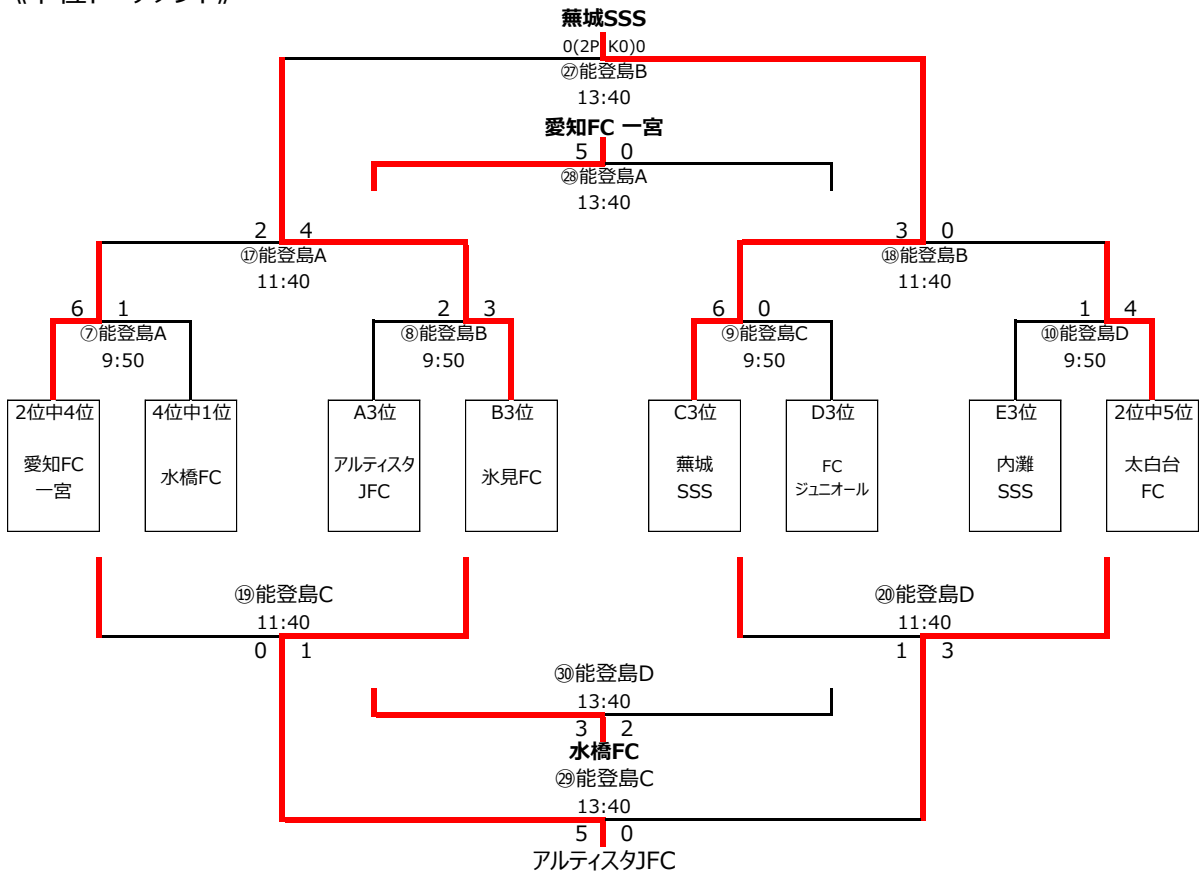 蕪城SSS
0(2P K0)0
㉗能登島B
13:40
愛知FC 一宮
5 0
㉘能登島A
13:40
2 4
⑰能登島A
11:40
3 0
⑱能登島B
11:40
6 1
⑦能登島A
9:50
2 3
⑧能登島B
9:50
6 0
⑨能登島C
9:50
1 4
⑩能登島D
9:50
2位中4位
愛知FC
一宮
4位中1位
水橋FC
A3位
アルティスタ
JFC
B3位
氷見FC
C3位
蕪城
SSS
D3位
FC
ジュニオール
E3位
内灘
SSS
2位中5位
太白台
FC
⑲能登島C
11:40
0 1
⑳能登島D
11:40
1 3
㉚能登島D
13:40
3 2
水橋FC
㉙能登島C
13:40
5 0
アルティスタJFC